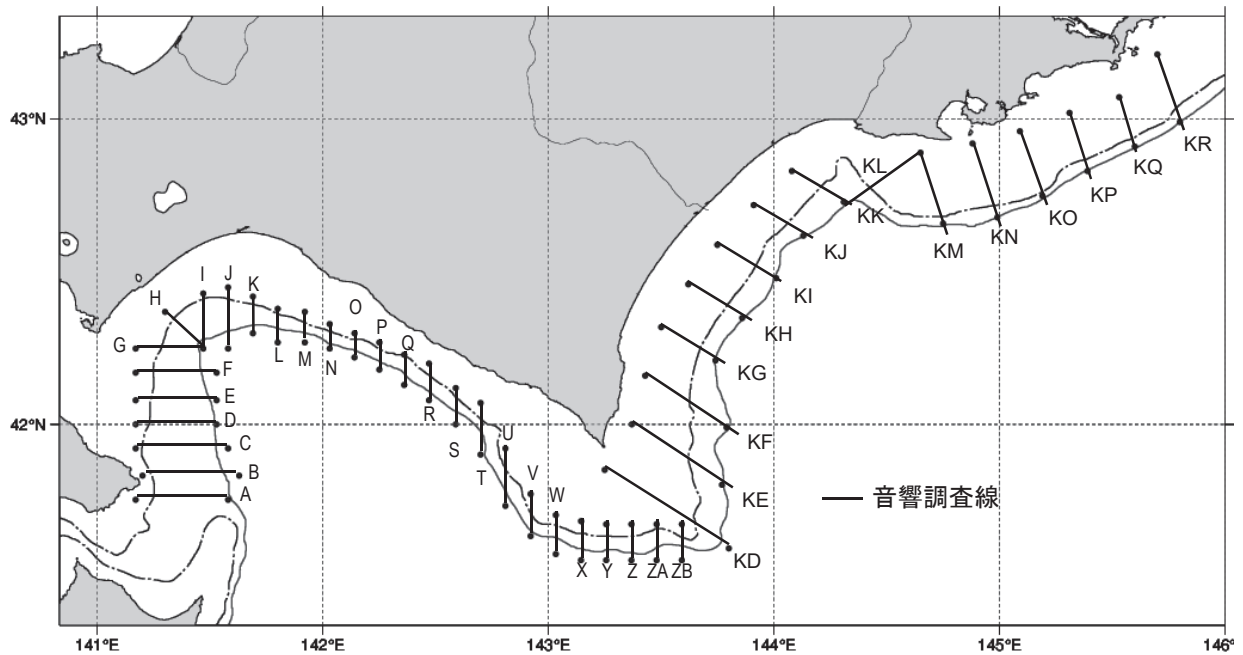 43°N
42°N
141°E
142°E
143°E
144°E
145°E
146°E
H
I
J
K
G
F
E
D
C
B
A
L
M
N
O
P
Q
R
S
T
U
V
W
X
Y
Z
ZA
ZB
KD
KE
KF
KG
KH
KI
KJ
KK
KL
KM
KN
KO
KP
KQ
KR
音響調査線